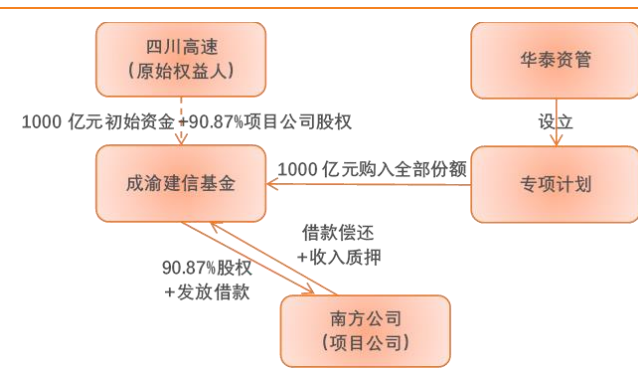 四川高速
(原始权益人)
华泰资管
1000 亿元初始资金+90.87%项目公司股权
设立
成渝建信基金
1000 亿元购入全部份额
专项计划
借款偿还
+收入质押
90.87%股权
+发放借款
南方公司
(项目公司)